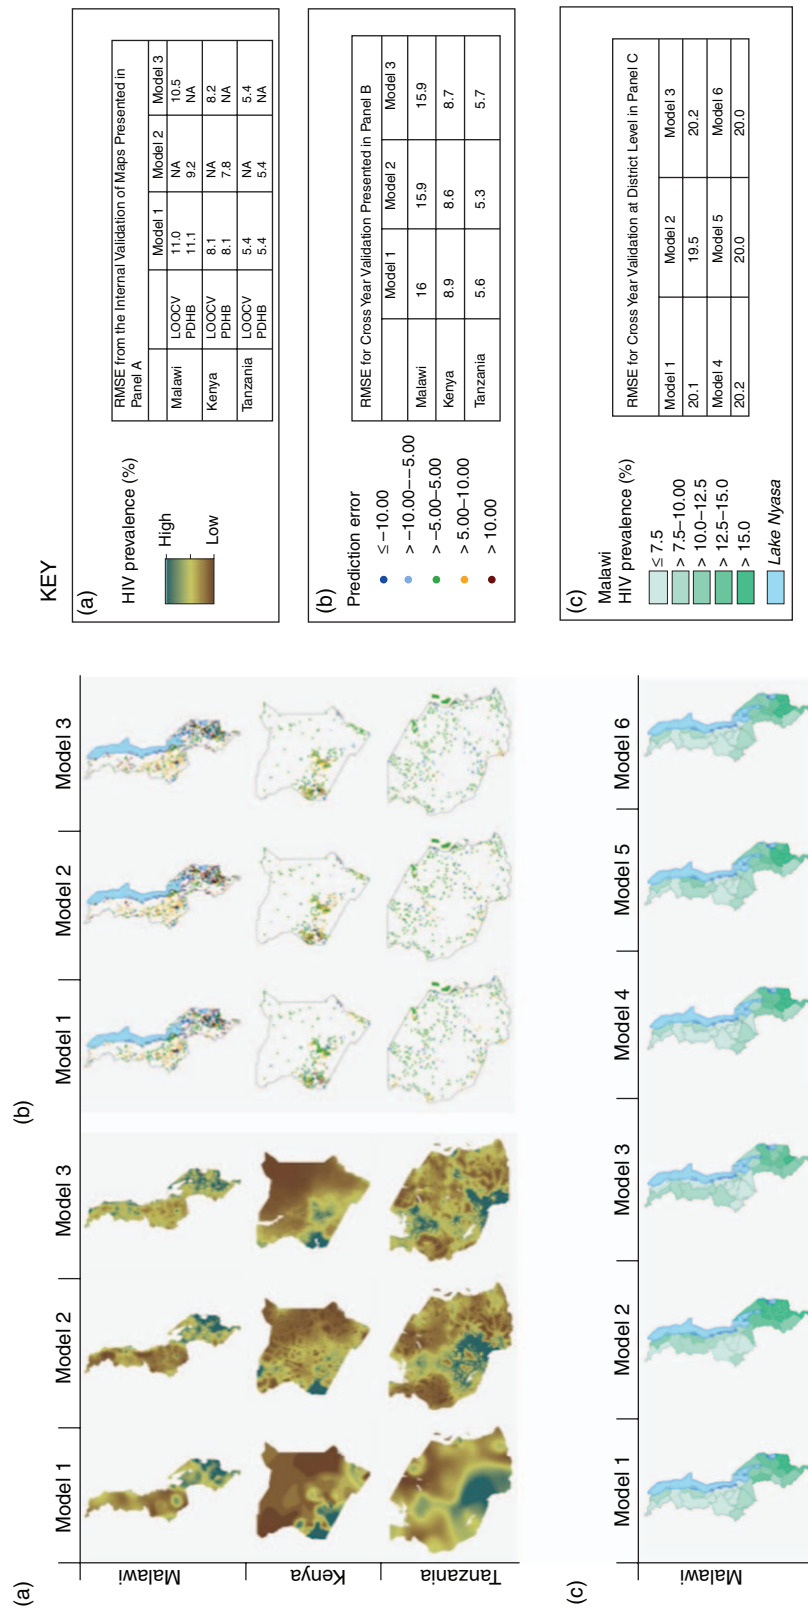 (a)
Model 1
Model 2
Model 3
Malawi
Kenya
Tanzania
(b)
Model 1
Model 2
Model 3
(c)
Model 1
Model 2
Model 3
Model 4
Model 5
Model 6
Malawi
KEY
(a)
HIV prevalence (%)
High
Low
RMSE from the Internal Validation of Maps Presented in
Panel A
Model 1 Model 2 Model 3
Malawi LOOCV 11.0 NA 10.5
PDHB 11.1 9.2 NA
Kenya LOOCV 8.1 NA 8.2
PDHB 8.1 7.8 NA
Tanzania LOOCV 5.4 NA 5.4
PDHB 5.4 5.4 NA
(b)
Prediction error
≤ −10.00
> −10.00–−5.00
> −5.00–5.00
> 5.00–10.00
> 10.00
RMSE for Cross Year Validation Presented in Panel B
Model 1 Model 2 Model 3
Malawi 16 15.9 15.9
Kenya 8.9 8.6 8.7
Tanzania 5.6 5.3 5.7
(c)
Malawi
HIV prevalence (%)
≤ 7.5
> 7.5–10.00
> 10.0–12.5
> 12.5–15.0
> 15.0
Lake Nyasa
RMSE for Cross Year Validation at District Level in Panel C
Model 1 Model 2 Model 3
20.1 19.5 20.2
Model 4 Model 5 Model 6
20.2 20.0 20.0